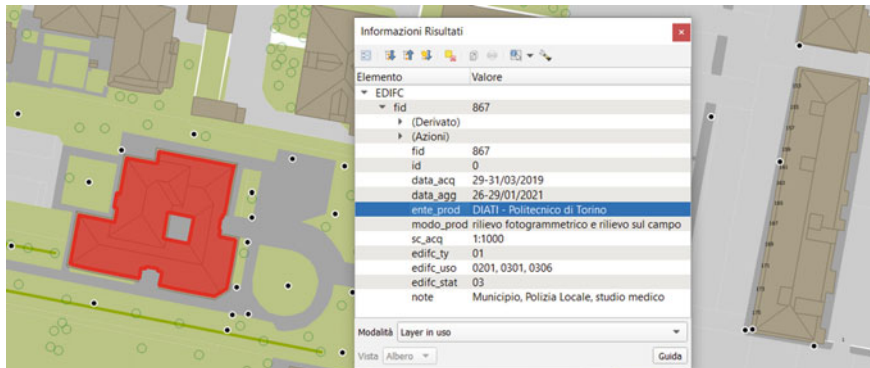 Informazioni Risultati
Elemento Valore
EDIFC
fid 867
(Derivato)
(Azioni)
fid 867
id 0
data_acq 29-31/03/2019
data_agg 26-29/01/2021
ente_prod DIATI - Politecnico di Torino
modo_prod rilievo fotogrammetrico e rilievo sul campo
sc_acq 1:1000
edifc_ty 01
edifc_uso 0201, 0301, 0306
edifc_stat 03
note Municipio, Polizia Locale, studio medico
Modalità Layer in uso
Vista Albero
Guida